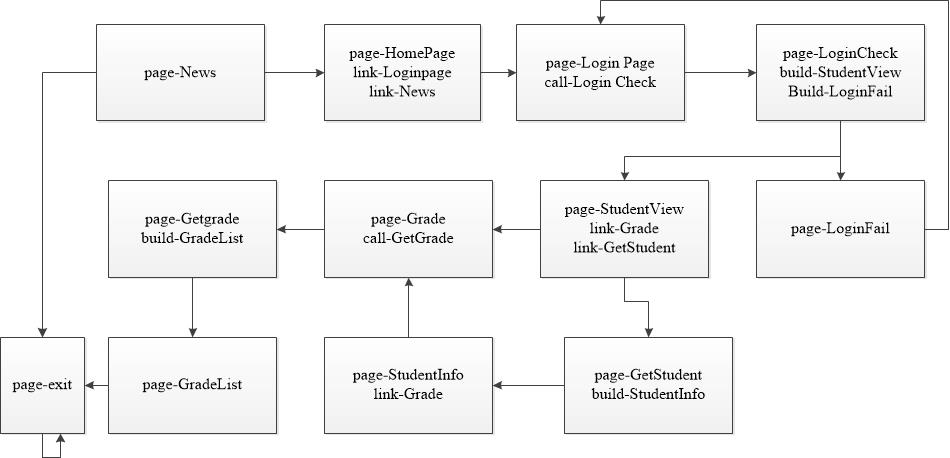 page-News
page-HomePage
link-Loginpage
link-News
page-Login Page
call-Login Check
page-LoginCheck
build-StudentView
Build-LoginFail
page-Getgrade
build-GradeList
page-Grade
call-GetGrade
page-StudentView
link-Grade
link-GetStudent
page-LoginFail
page-exit
page-GradeList
page-StudentInfo
link-Grade
page-GetStudent
build-StudentInfo